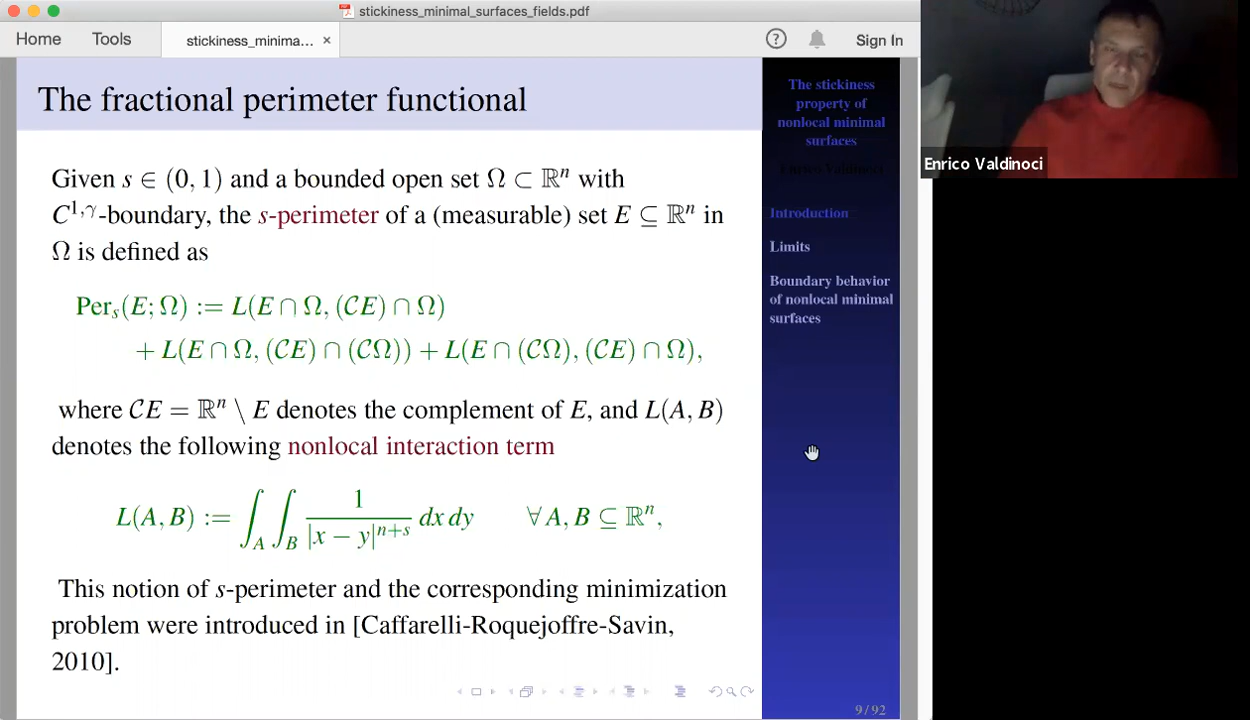 stickiness_minimal_surfaces_fields.pdf
Home Tools stickiness_minima... × ? Sign In
The fractional perimeter functional
Given s ∈ (0, 1) and a bounded open set Ω ⊂ ℝⁿ with
C^{1,γ}-boundary, the s-perimeter of a (measurable) set E ⊆ ℝⁿ in
Ω is defined as
Per_s(E; Ω) := L(E ∩ Ω, (𝒞E) ∩ Ω)
+ L(E ∩ Ω, (𝒞E) ∩ (𝒞Ω)) + L(E ∩ (𝒞Ω), (𝒞E) ∩ Ω),
where 𝒞E = ℝⁿ \ E denotes the complement of E, and L(A, B)
denotes the following nonlocal interaction term
L(A, B) := ∫_A ∫_B 1/|x − y|^{n+s} dx dy ∀ A, B ⊆ ℝⁿ,
This notion of s-perimeter and the corresponding minimization
problem were introduced in [Caffarelli-Roquejoffre-Savin,
2010].
The stickiness
property of
nonlocal minimal
surfaces
Enrico Valdinoci
Introduction
Limits
Boundary behavior
of nonlocal minimal
surfaces
9 / 92
Enrico Valdinoci